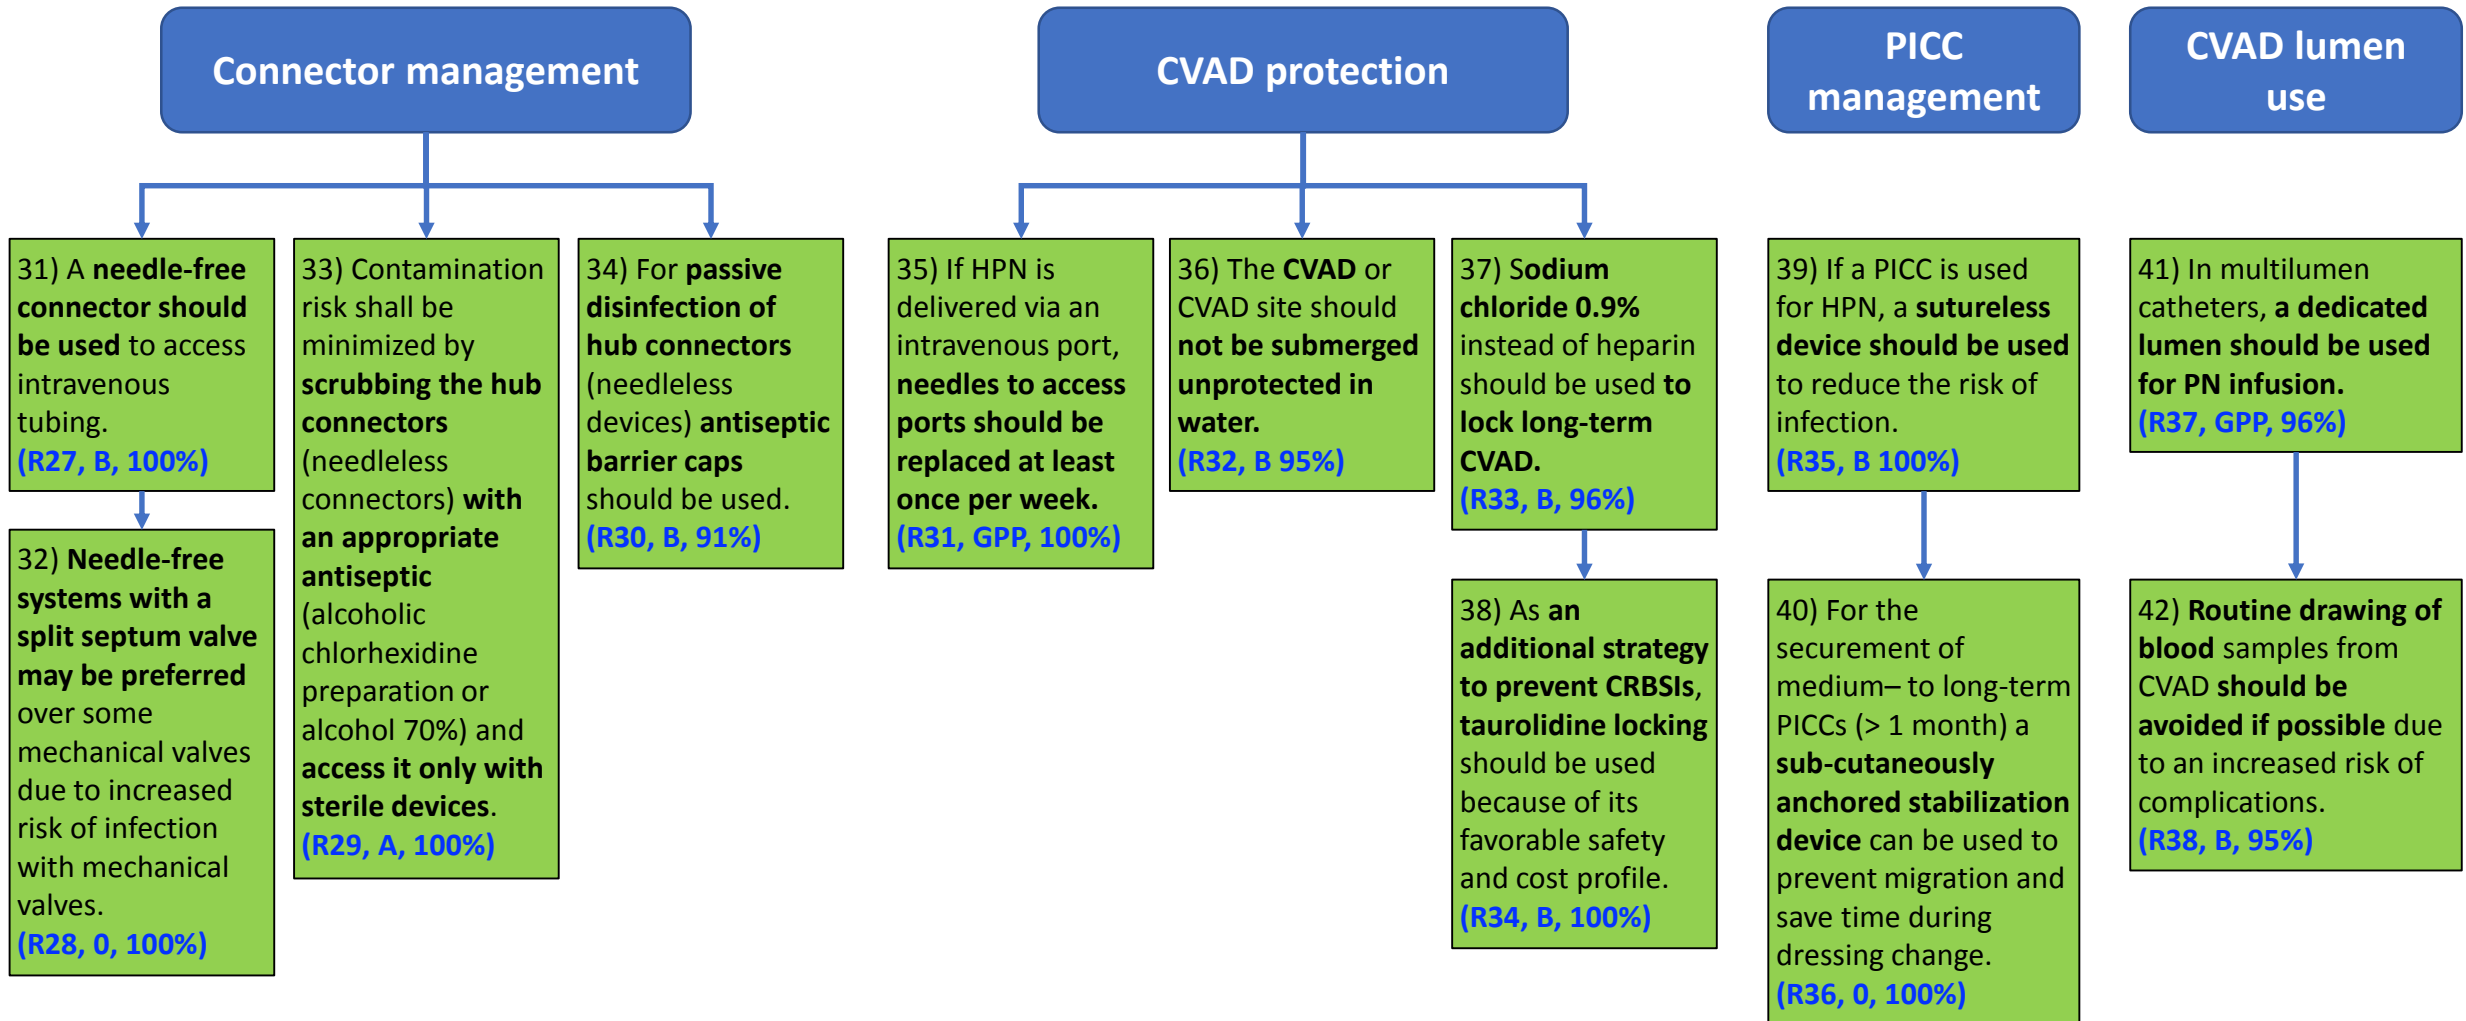 Connector management
CVAD protection
PICC
management
CVAD lumen
use
31) A needle-free
connector should
be used to access
intravenous
tubing.
(R27, B, 100%)
32) Needle-free
systems with a
split septum valve
may be preferred
over some
mechanical valves
due to increased
risk of infection
with mechanical
valves.
(R28, 0, 100%)
33) Contamination
risk shall be
minimized by
scrubbing the hub
connectors
(needleless
connectors) with
an appropriate
antiseptic
(alcoholic
chlorhexidine
preparation or
alcohol 70%) and
access it only with
sterile devices.
(R29, A, 100%)
34) For passive
disinfection of
hub connectors
(needleless
devices) antiseptic
barrier caps
should be used.
(R30, B, 91%)
35) If HPN is
delivered via an
intravenous port,
needles to access
ports should be
replaced at least
once per week.
(R31, GPP, 100%)
36) The CVAD or
CVAD site should
not be submerged
unprotected in
water.
(R32, B 95%)
37) Sodium
chloride 0.9%
instead of heparin
should be used to
lock long-term
CVAD.
(R33, B, 96%)
38) As an
additional strategy
to prevent CRBSIs,
taurolidine locking
should be used
because of its
favorable safety
and cost profile.
(R34, B, 100%)
39) If a PICC is used
for HPN, a sutureless
device should be used
to reduce the risk of
infection.
(R35, B 100%)
40) For the
securement of
medium– to long-term
PICCs (> 1 month) a
sub-cutaneously
anchored stabilization
device can be used to
prevent migration and
save time during
dressing change.
(R36, 0, 100%)
41) In multilumen
catheters, a dedicated
lumen should be used
for PN infusion.
(R37, GPP, 96%)
42) Routine drawing of
blood samples from
CVAD should be
avoided if possible due
to an increased risk of
complications.
(R38, B, 95%)